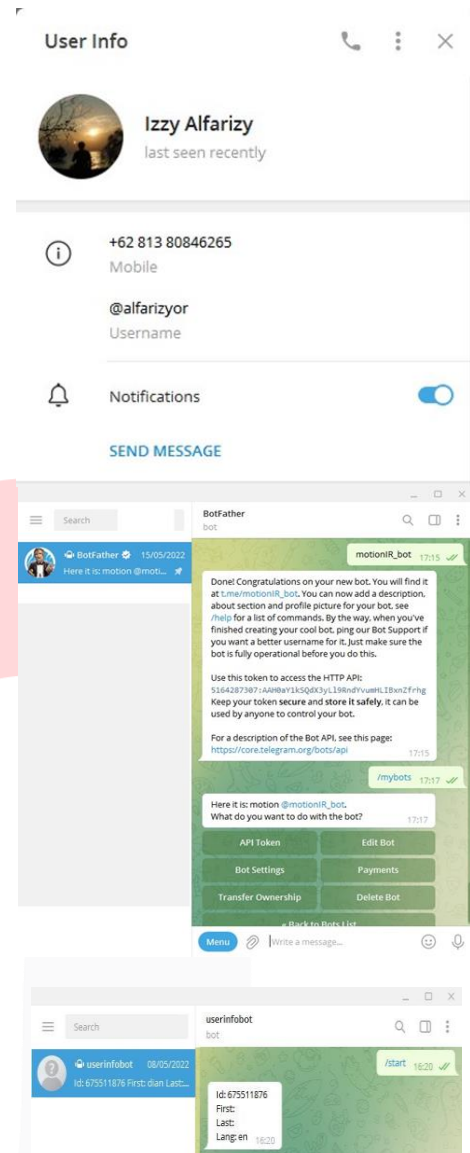 User Info
Izzy Alfarizy
last seen recently
+62 813 80846265
Mobile
@alfarizyor
Username
Notifications
SEND MESSAGE
Search
BotFather 15/05/2022
Here it is: motion @moti...
BotFather
bot
motionIR_bot 17:15
Done! Congratulations on your new bot. You will find it
at t.me/motionIR_bot. You can now add a description,
about section and profile picture for your bot, see
/help for a list of commands. By the way, when you've
finished creating your cool bot, ping our Bot Support if
you want a better username for it. Just make sure the
bot is fully operational before you do this.
Use this token to access the HTTP API:
Keep your token secure and store it safely, it can be
used by anyone to control your bot.
For a description of the Bot API, see this page:
https://core.telegram.org/bots/api 17:15
/mybots 17:17
Here it is: motion @motionIR_bot.
What do you want to do with the bot? 17:17
API Token Edit Bot
Bot Settings Payments
Transfer Ownership Delete Bot
« Back to Bots List
Menu Write a message...
Search
userinfobot 08/05/2022
Id: 675511876 First: dian Last:...
userinfobot
bot
/start 16:20
Id: 675511876
First:
Last:
Lang: en 16:20